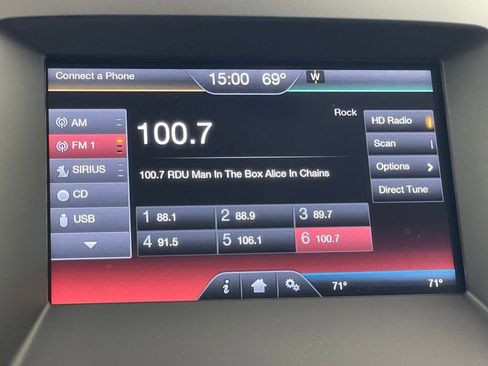 Connect a Phone
15:00 69°
W
AM
FM 1
SIRIUS
CD
USB
100.7
Rock
100.7 RDU Man In The Box Alice In Chains
1 88.1
2 88.9
3 89.7
4 91.5
5 106.1
6 100.7
HD Radio
Scan
Options
Direct Tune
i
71°
71°